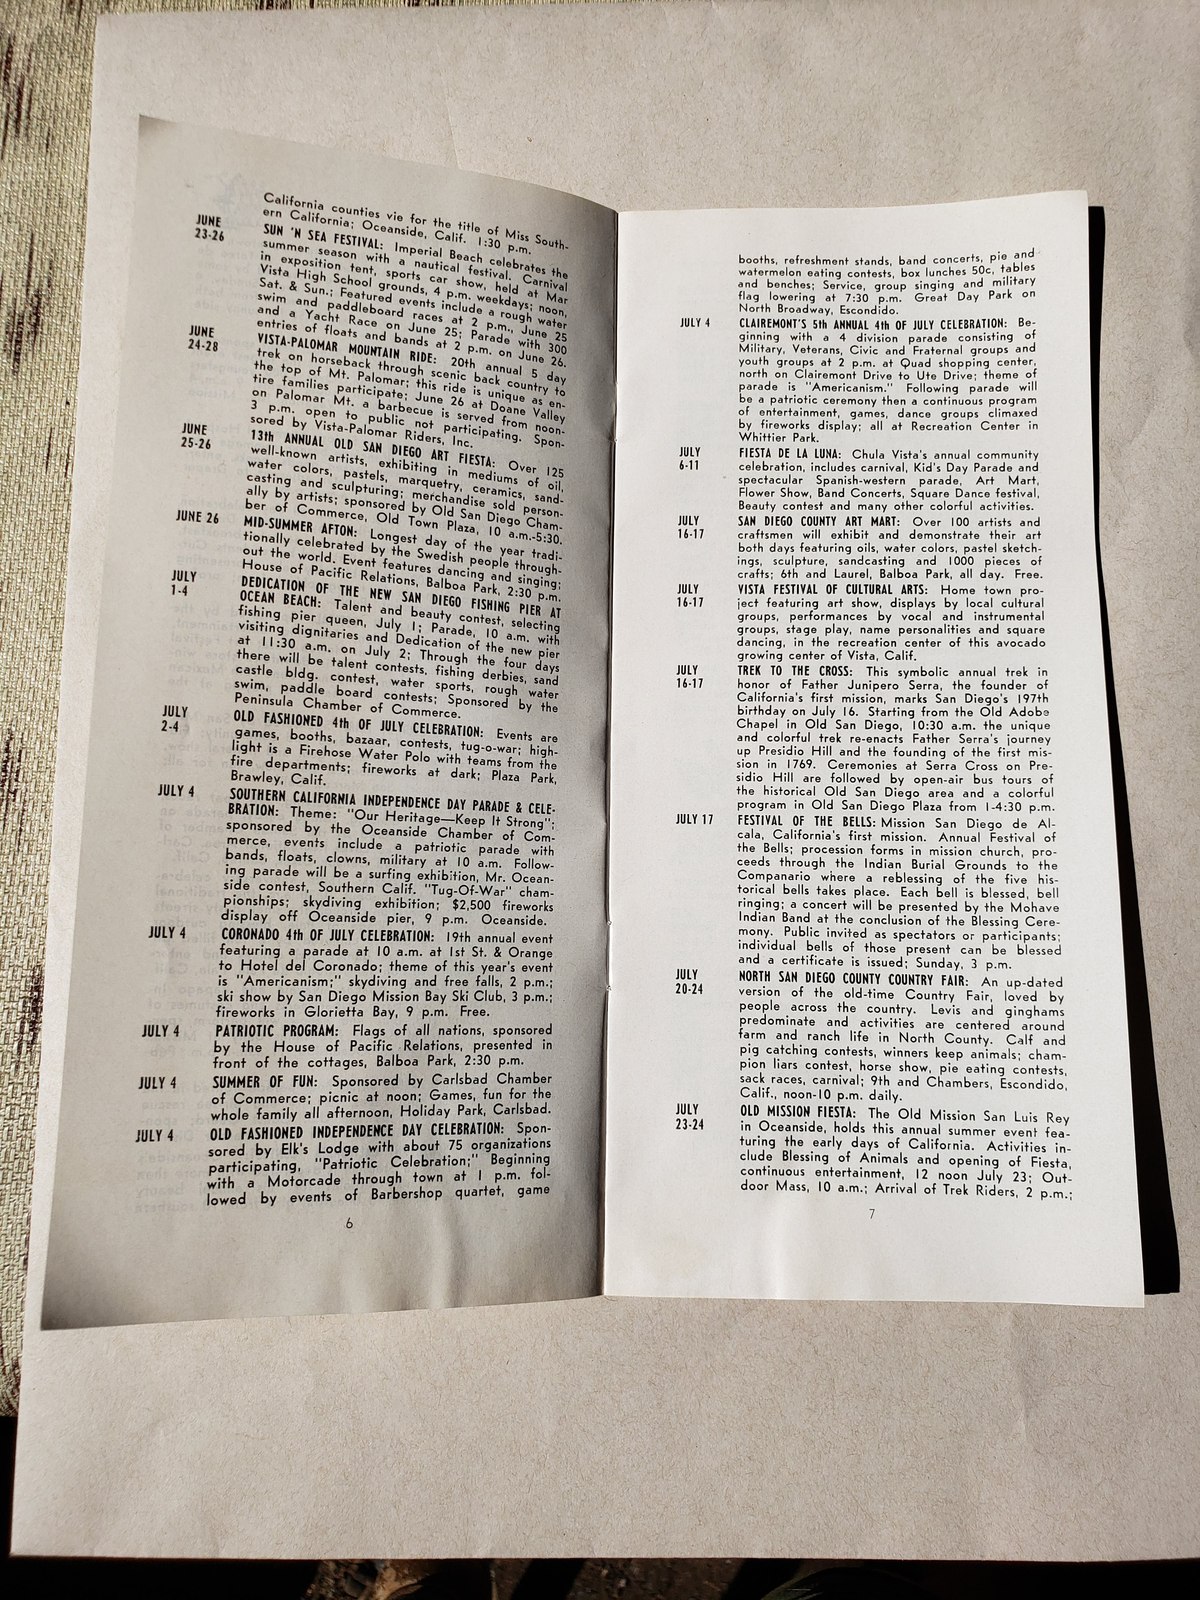 California counties vie for the title of Miss South-
ern California; Oceanside, Calif. 1:30 p.m.
JUNE
23-26
SUN 'N SEA FESTIVAL: Imperial Beach celebrates the
summer season with a nautical festival. Carnival
in exposition tent, sports car show, held at Mar
Vista High School grounds, 4 p.m. weekdays; noon,
Sat. & Sun.; Featured events include a rough water
swim and paddleboard races at 2 p.m., June 25
and a Yacht Race on June 25; Parade with 300
entries of floats and bands at 2 p.m. on June 26.
JUNE
24-28
VISTA-PALOMAR MOUNTAIN RIDE: 20th annual 5 day
trek on horseback through scenic back country to
the top of Mt. Palomar; this ride is unique as en-
tire families participate; June 26 at Doane Valley
on Palomar Mt. a barbecue is served from noon-
3 p.m. open to public not participating. Spon-
sored by Vista-Palomar Riders, Inc.
JUNE
25-26
13th ANNUAL OLD SAN DIEGO ART FIESTA: Over 125
well-known artists, exhibiting in mediums of oil,
water colors, pastels, marquetry, ceramics, sand-
casting and sculpturing; merchandise sold person-
ally by artists; sponsored by Old San Diego Cham-
ber of Commerce, Old Town Plaza, 10 a.m.-5:30.
JUNE 26
MID-SUMMER AFTON: Longest day of the year tradi-
tionally celebrated by the Swedish people through-
out the world. Event features dancing and singing;
House of Pacific Relations, Balboa Park, 2:30 p.m.
JULY
1-4
DEDICATION OF THE NEW SAN DIEGO FISHING PIER AT
OCEAN BEACH: Talent and beauty contest, selecting
fishing pier queen, July 1; Parade, 10 a.m. with
visiting dignitaries and Dedication of the new pier
at 11:30 a.m. on July 2; Through the four days
there will be talent contests, fishing derbies, sand
castle bldg. contest, water sports, rough water
swim, paddle board contests; Sponsored by the
Peninsula Chamber of Commerce.
JULY
2-4
OLD FASHIONED 4th OF JULY CELEBRATION: Events are
games, booths, bazaar, contests, tug-o-war; high-
light is a Firehose Water Polo with teams from the
fire departments; fireworks at dark; Plaza Park,
Brawley, Calif.
JULY 4
SOUTHERN CALIFORNIA INDEPENDENCE DAY PARADE & CELE-
BRATION: Theme: "Our Heritage—Keep It Strong";
sponsored by the Oceanside Chamber of Com-
merce, events include a patriotic parade with
bands, floats, clowns, military at 10 a.m. Follow-
ing parade will be a surfing exhibition, Mr. Ocean-
side contest, Southern Calif. "Tug-Of-War" cham-
pionships; skydiving exhibition; $2,500 fireworks
display off Oceanside pier, 9 p.m. Oceanside.
JULY 4
CORONADO 4th OF JULY CELEBRATION: 19th annual event
featuring a parade at 10 a.m. at 1st St. & Orange
to Hotel del Coronado; theme of this year's event
is "Americanism;" skydiving and free falls, 2 p.m.;
ski show by San Diego Mission Bay Ski Club, 3 p.m.;
fireworks in Glorietta Bay, 9 p.m. Free.
JULY 4
PATRIOTIC PROGRAM: Flags of all nations, sponsored
by the House of Pacific Relations, presented in
front of the cottages, Balboa Park, 2:30 p.m.
JULY 4
SUMMER OF FUN: Sponsored by Carlsbad Chamber
of Commerce; picnic at noon; Games, fun for the
whole family all afternoon, Holiday Park, Carlsbad.
JULY 4
OLD FASHIONED INDEPENDENCE DAY CELEBRATION: Spon-
sored by Elk's Lodge with about 75 organizations
participating, "Patriotic Celebration;" Beginning
with a Motorcade through town at 1 p.m. fol-
lowed by events of Barbershop quartet, game
6
booths, refreshment stands, band concerts, pie and
watermelon eating contests, box lunches 50c, tables
and benches; Service, group singing and military
flag lowering at 7:30 p.m. Great Day Park on
North Broadway, Escondido.
JULY 4
CLAIREMONT'S 5th ANNUAL 4th OF JULY CELEBRATION: Be-
ginning with a 4 division parade consisting of
Military, Veterans, Civic and Fraternal groups and
youth groups at 2 p.m. at Quad shopping center,
north on Clairemont Drive to Ute Drive; theme of
parade is "Americanism." Following parade will
be a patriotic ceremony then a continuous program
of entertainment, games, dance groups climaxed
by fireworks display; all at Recreation Center in
Whittier Park.
JULY
6-11
FIESTA DE LA LUNA: Chula Vista's annual community
celebration, includes carnival, Kid's Day Parade and
spectacular Spanish-western parade, Art Mart,
Flower Show, Band Concerts, Square Dance festival,
Beauty contest and many other colorful activities.
JULY
16-17
SAN DIEGO COUNTY ART MART: Over 100 artists and
craftsmen will exhibit and demonstrate their art
both days featuring oils, water colors, pastel sketch-
ings, sculpture, sandcasting and 1000 pieces of
crafts; 6th and Laurel, Balboa Park, all day. Free.
JULY
16-17
VISTA FESTIVAL OF CULTURAL ARTS: Home town pro-
ject featuring art show, displays by local cultural
groups, performances by vocal and instrumental
groups, stage play, name personalities and square
dancing, in the recreation center of this avocado
growing center of Vista, Calif.
JULY
16-17
TREK TO THE CROSS: This symbolic annual trek in
honor of Father Junipero Serra, the founder of
California's first mission, marks San Diego's 197th
birthday on July 16. Starting from the Old Adobe
Chapel in Old San Diego, 10:30 a.m. the unique
and colorful trek re-enacts Father Serra's journey
up Presidio Hill and the founding of the first mis-
sion in 1769. Ceremonies at Serra Cross on Pre-
sidio Hill are followed by open-air bus tours of
the historical Old San Diego area and a colorful
program in Old San Diego Plaza from 1-4:30 p.m.
JULY 17
FESTIVAL OF THE BELLS: Mission San Diego de Al-
cala, California's first mission. Annual Festival of
the Bells; procession forms in mission church, pro-
ceeds through the Indian Burial Grounds to the
Companario where a reblessing of the five his-
torical bells takes place. Each bell is blessed, bell
ringing; a concert will be presented by the Mohave
Indian Band at the conclusion of the Blessing Cere-
mony. Public invited as spectators or participants;
individual bells of those present can be blessed
and a certificate is issued; Sunday, 3 p.m.
JULY
20-24
NORTH SAN DIEGO COUNTY COUNTRY FAIR: An up-dated
version of the old-time Country Fair, loved by
people across the country. Levis and ginghams
predominate and activities are centered around
farm and ranch life in North County. Calf and
pig catching contests, winners keep animals; cham-
pion liars contest, horse show, pie eating contests,
sack races, carnival; 9th and Chambers, Escondido,
Calif., noon-10 p.m. daily.
JULY
23-24
OLD MISSION FIESTA: The Old Mission San Luis Rey
in Oceanside, holds this annual summer event fea-
turing the early days of California. Activities in-
clude Blessing of Animals and opening of Fiesta,
continuous entertainment, 12 noon July 23; Out-
door Mass, 10 a.m.; Arrival of Trek Riders, 2 p.m.;
7